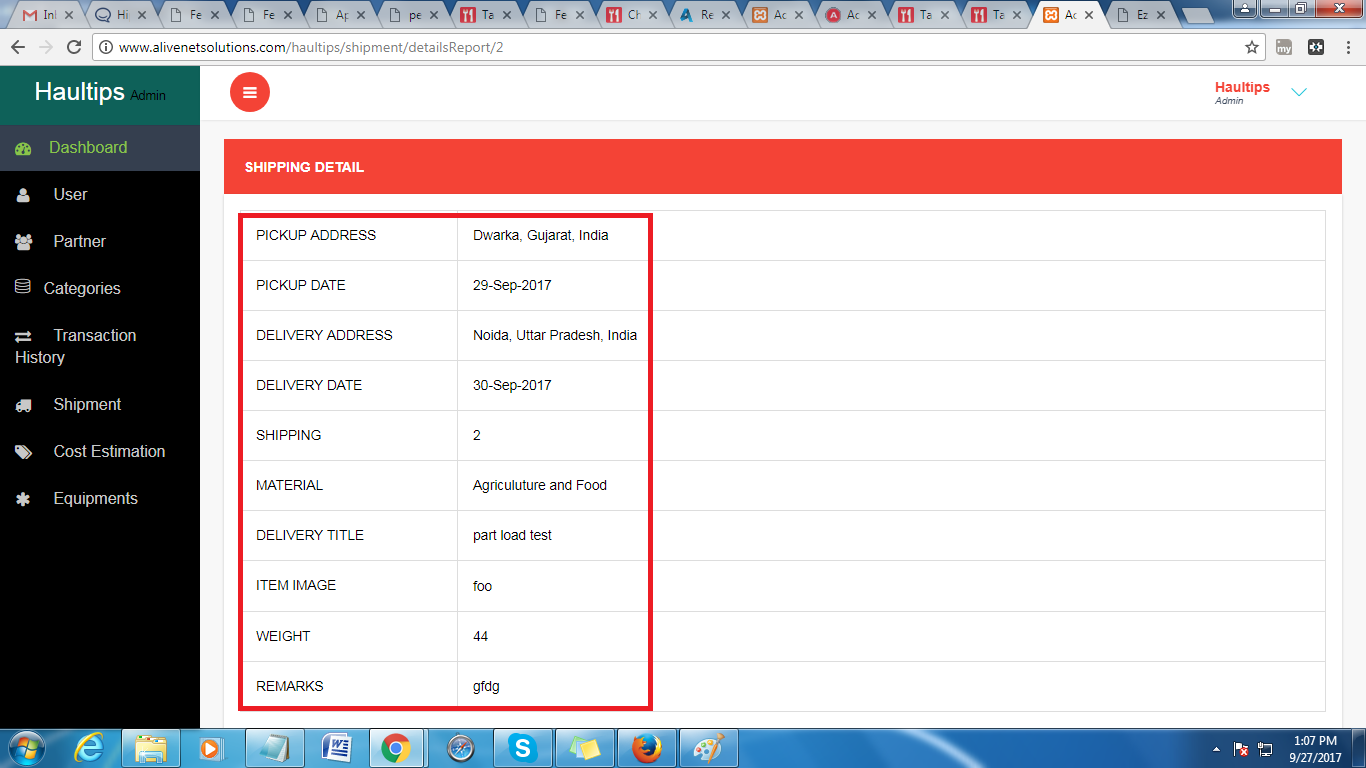 In
Hi
Fe
Fe
Ap
pe
Ta
Fe
Ch
Re
Ac
Ac
Ta
Ta
Ac
Ez
www.alivenetsolutions.com/haultips/shipment/detailsReport/2
my
Haultips Admin
Haultips
Admin
Dashboard
SHIPPING DETAIL
User
Partner
Categories
Transaction
History
Shipment
Cost Estimation
Equipments
PICKUP ADDRESS Dwarka, Gujarat, India
PICKUP DATE 29-Sep-2017
DELIVERY ADDRESS Noida, Uttar Pradesh, India
DELIVERY DATE 30-Sep-2017
SHIPPING 2
MATERIAL Agriculuture and Food
DELIVERY TITLE part load test
ITEM IMAGE foo
WEIGHT 44
REMARKS gfdg
1:07 PM
9/27/2017